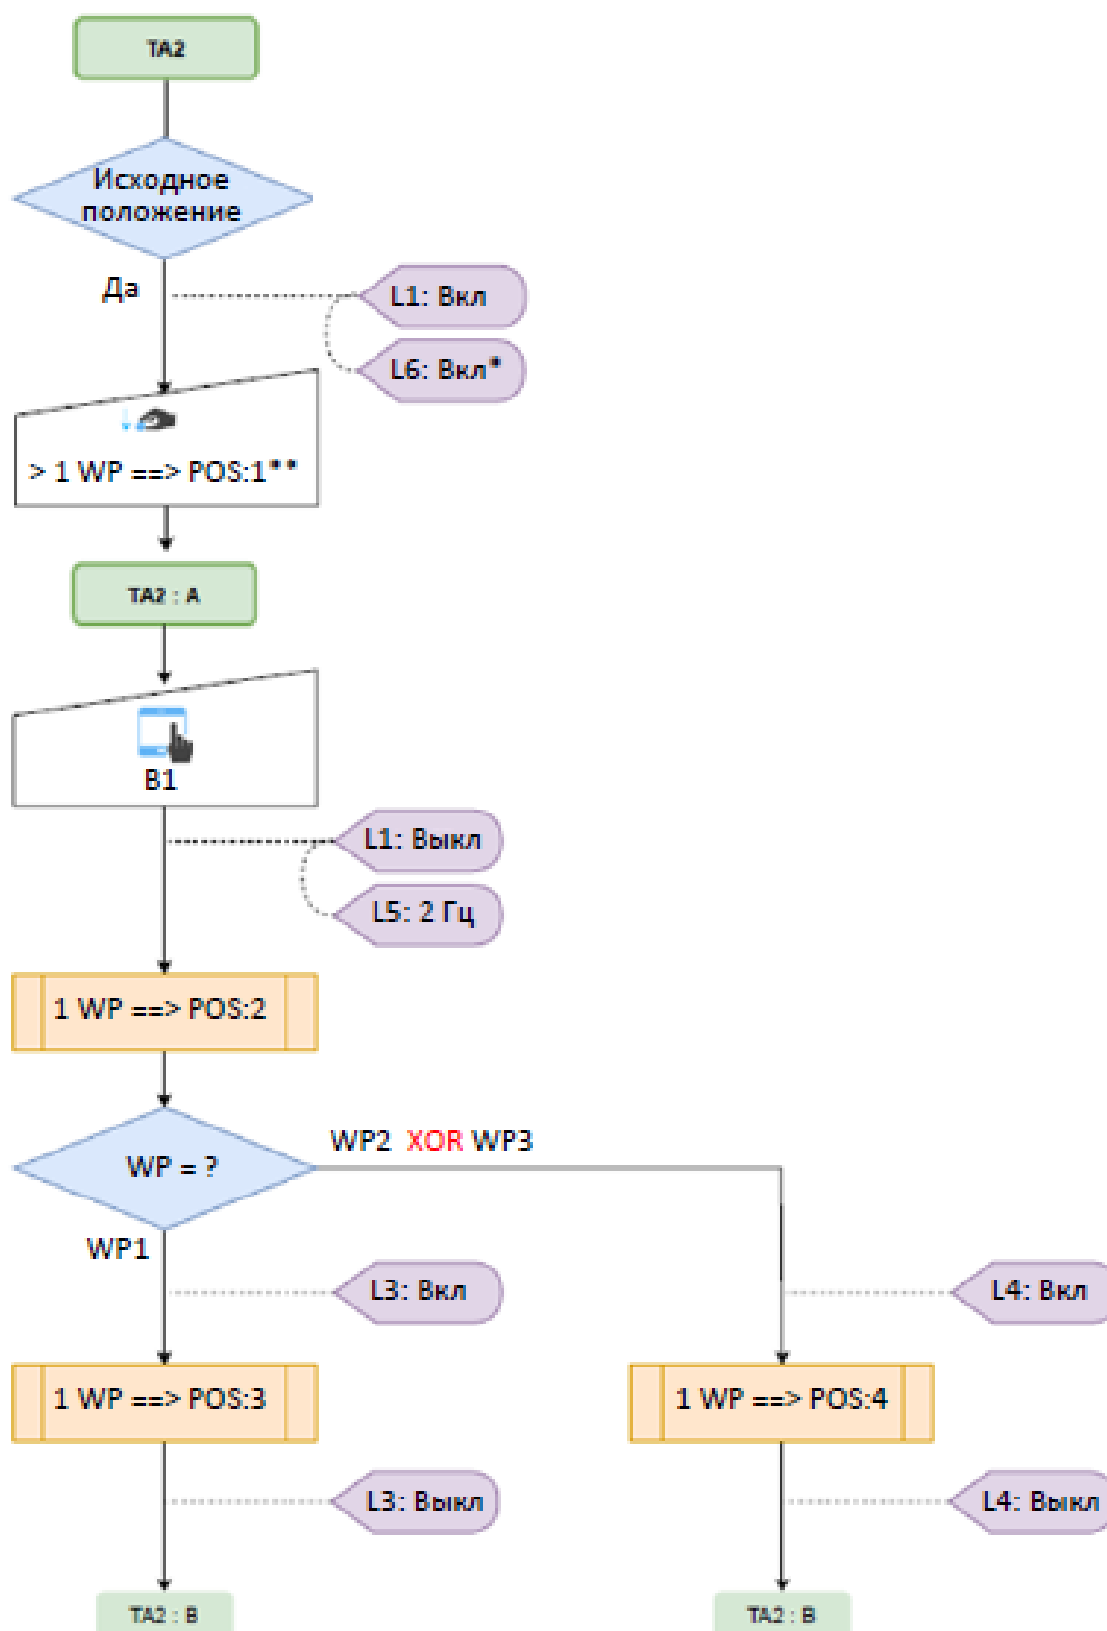 TA2
Исходное
положение
Да
L1: Вкл
L6: Вкл*
> 1 WP ==> POS:1**
TA2 : A
B1
L1: Выкл
L5: 2 Гц
1 WP ==> POS:2
WP = ?
WP2 XOR WP3
WP1
L3: Вкл
L4: Вкл
1 WP ==> POS:3
1 WP ==> POS:4
L3: Выкл
L4: Выкл
TA2 : B
TA2 : B